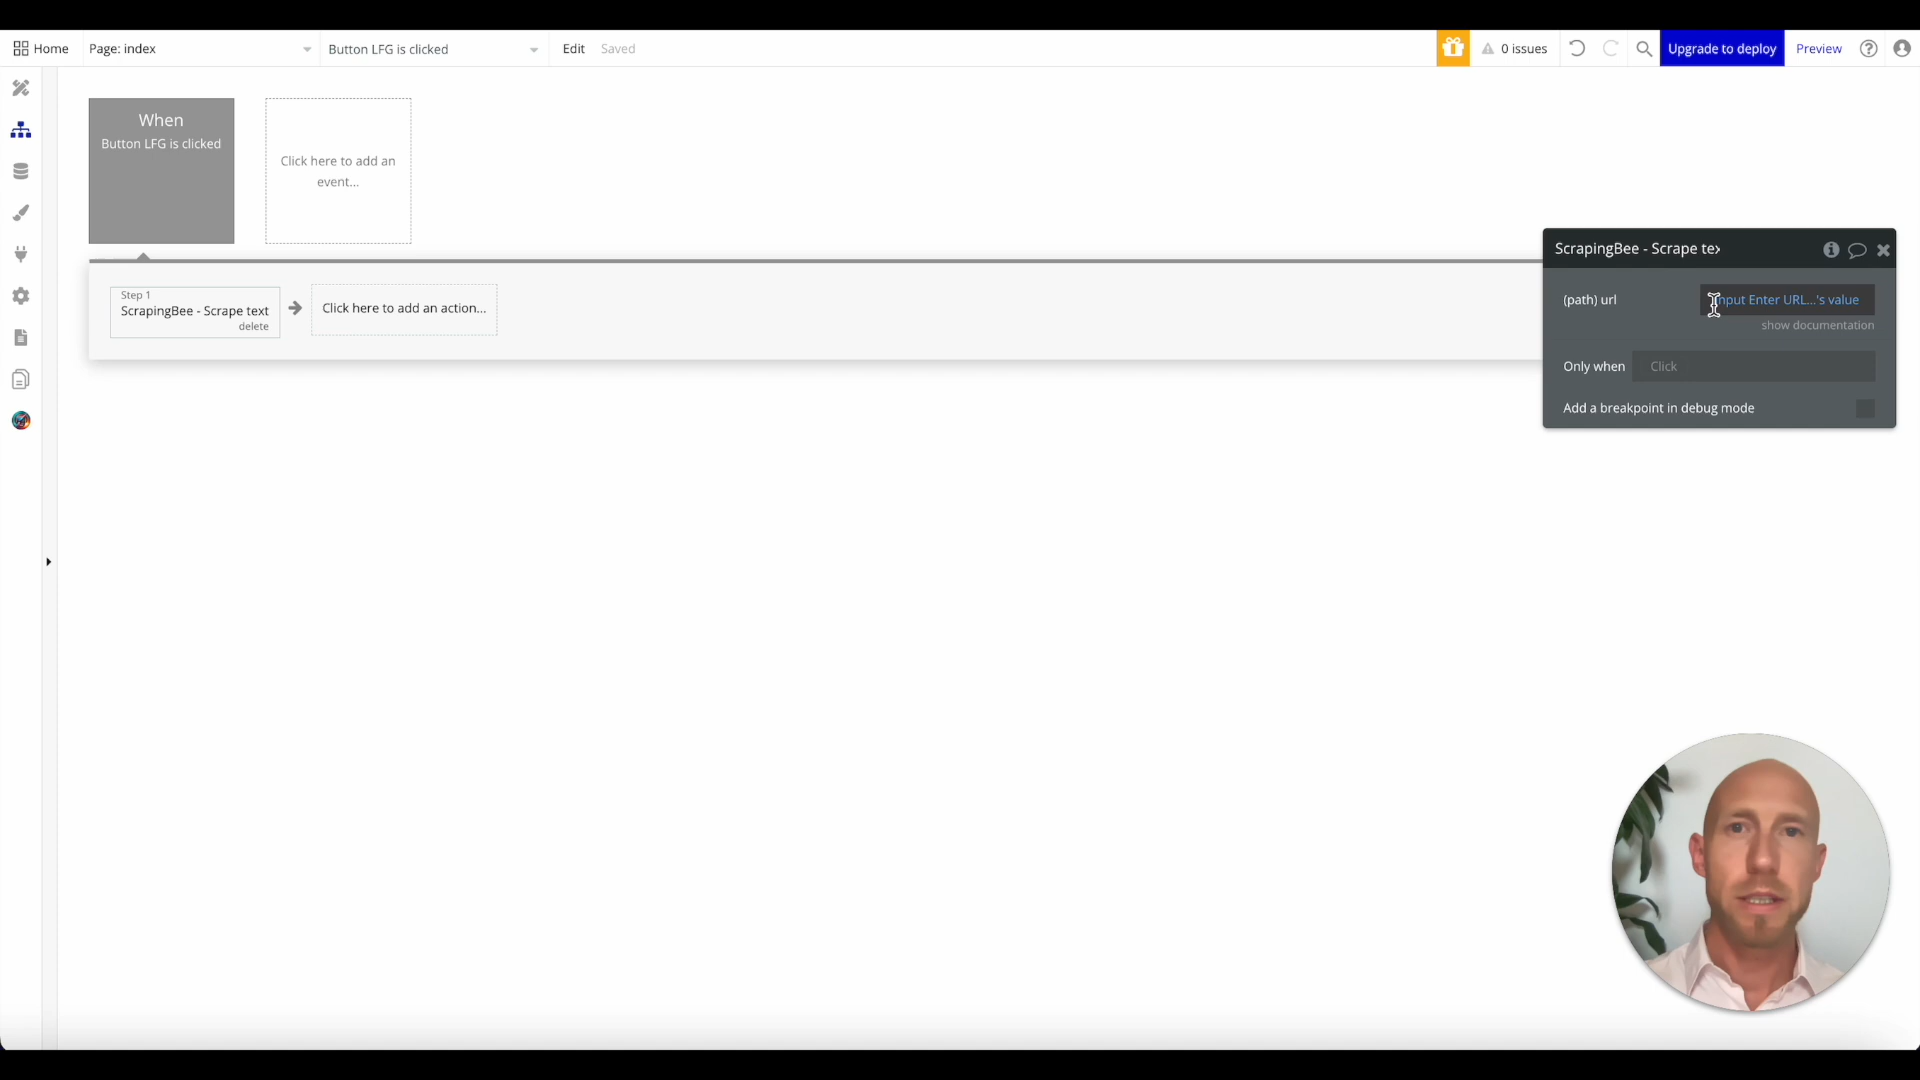 Home
Page: index
Button LFG is clicked
Edit
Saved
0 issues
Upgrade to deploy
Preview
When
Button LFG is clicked
Click here to add an
event...
Step 1
ScrapingBee - Scrape text
delete
Click here to add an action...
ScrapingBee - Scrape tex
(path) url
Input Enter URL...'s value
show documentation
Only when
Click
Add a breakpoint in debug mode